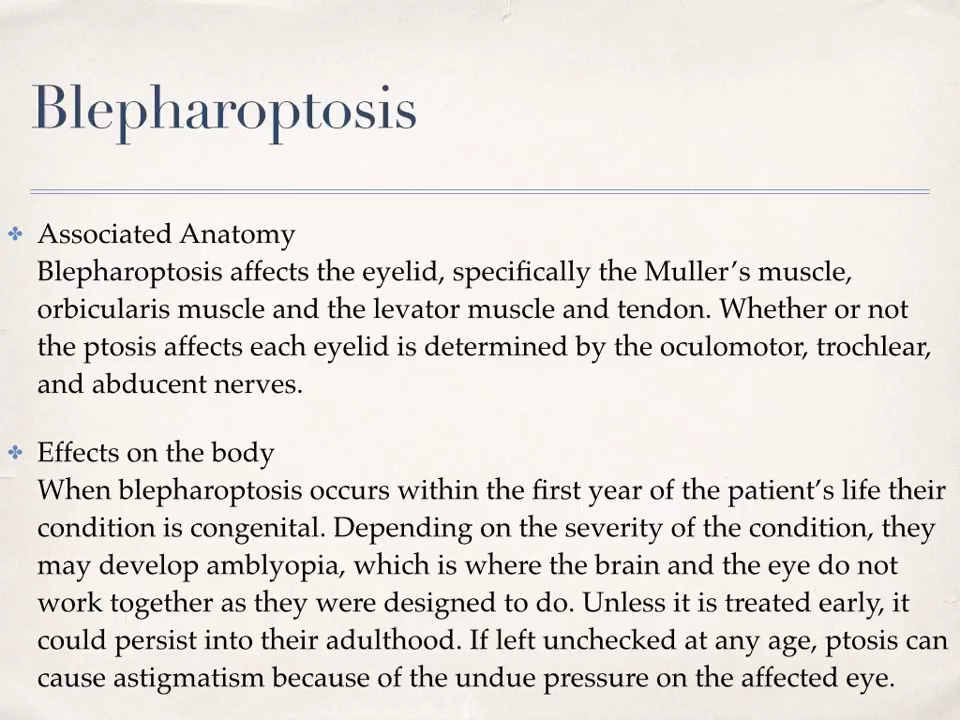 Blepharoptosis
Associated Anatomy
Blepharoptosis affects the eyelid, specifically the Muller’s muscle,
orbicularis muscle and the levator muscle and tendon. Whether or not
the ptosis affects each eyelid is determined by the oculomotor, trochlear,
and abducent nerves.
Effects on the body
When blepharoptosis occurs within the first year of the patient’s life their
condition is congenital. Depending on the severity of the condition, they
may develop amblyopia, which is where the brain and the eye do not
work together as they were designed to do. Unless it is treated early, it
could persist into their adulthood. If left unchecked at any age, ptosis can
cause astigmatism because of the undue pressure on the affected eye.